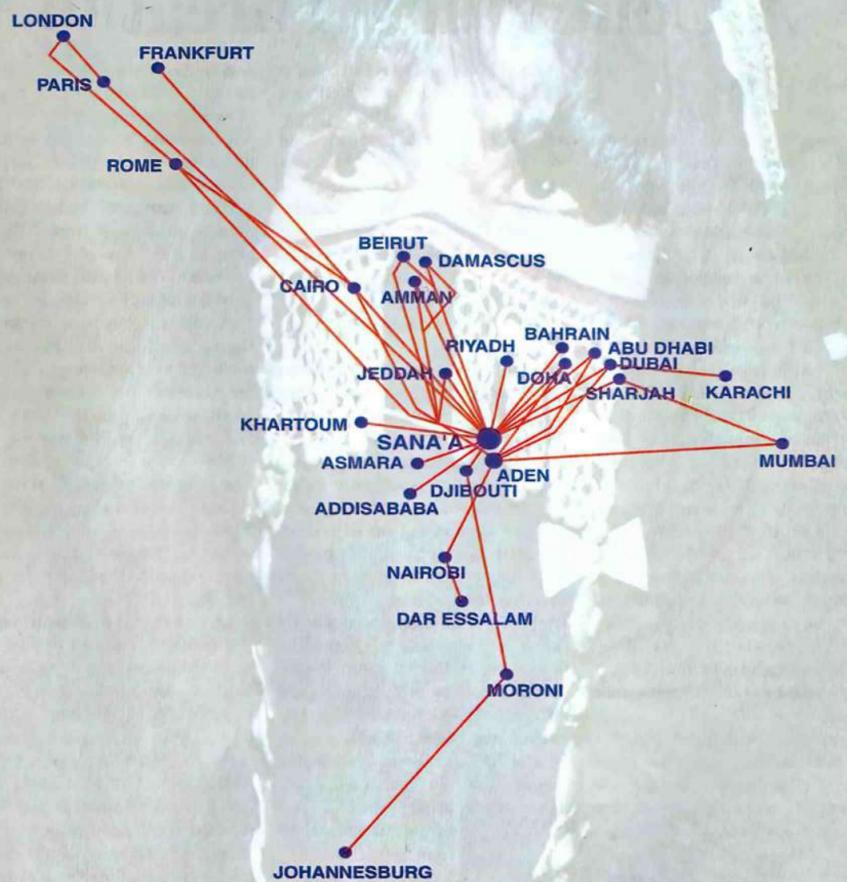 LONDON
FRANKFURT
PARIS
ROME
BEIRUT
DAMASCUS
CAIRO
AMMAN
BAHRAIN
RIYADH
ABU DHABI
DUBAI
JEDDAH
DOHA
SHARJAH
KARACHI
KHARTOUM
SANA'A
ASMARA
MUMBAI
ADEN
DJIBOUTI
ADDISABABA
NAIROBI
DAR ESSALAM
MORONI
JOHANNESBURG